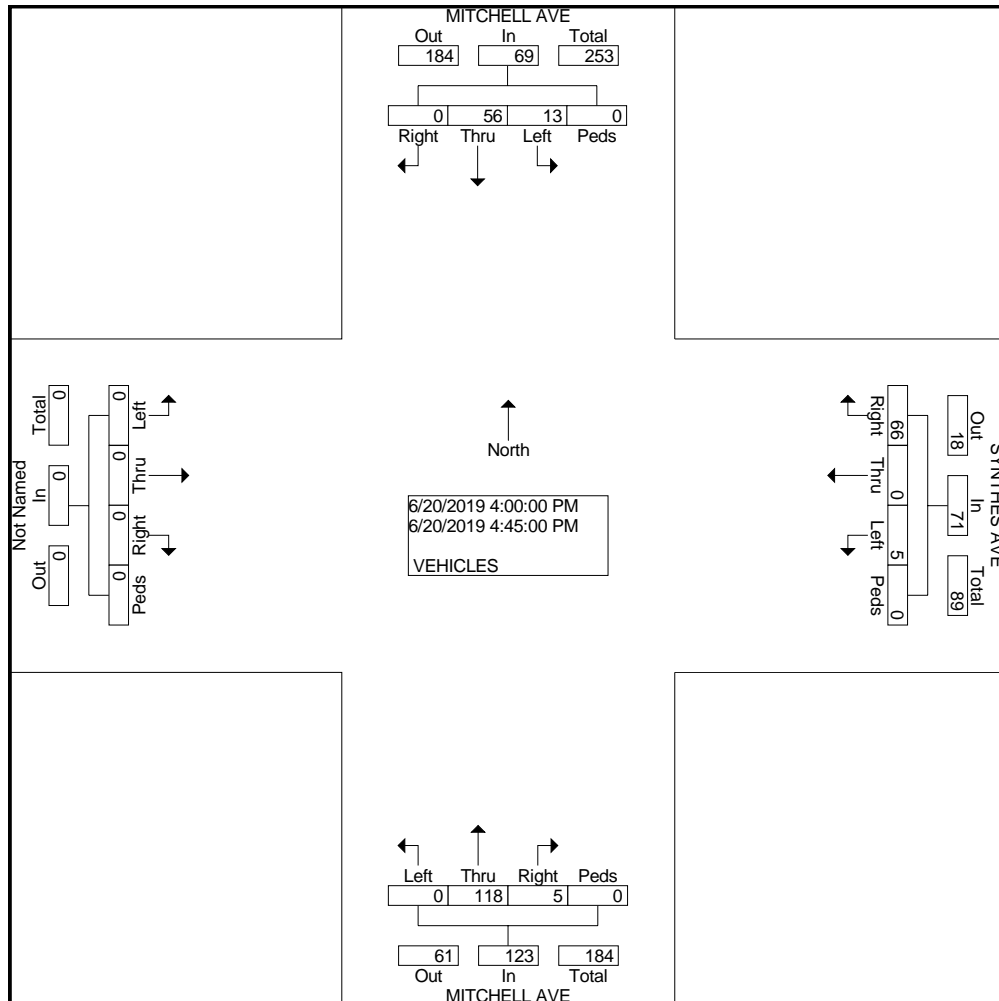 MITCHELL AVE
Out In Total
184 69 253
0 56 13 0
Right Thru Left Peds
North
6/20/2019 4:00:00 PM
6/20/2019 4:45:00 PM
VEHICLES
Not Named
Total In Out
0 0 0
0 0 0 0
Left Thru Right Peds
SYNTHES AVE
Out In Total
18 71 89
66 0 5 0
Right Thru Left Peds
Left Thru Right Peds
0 118 5 0
61 123 184
Out In Total
MITCHELL AVE